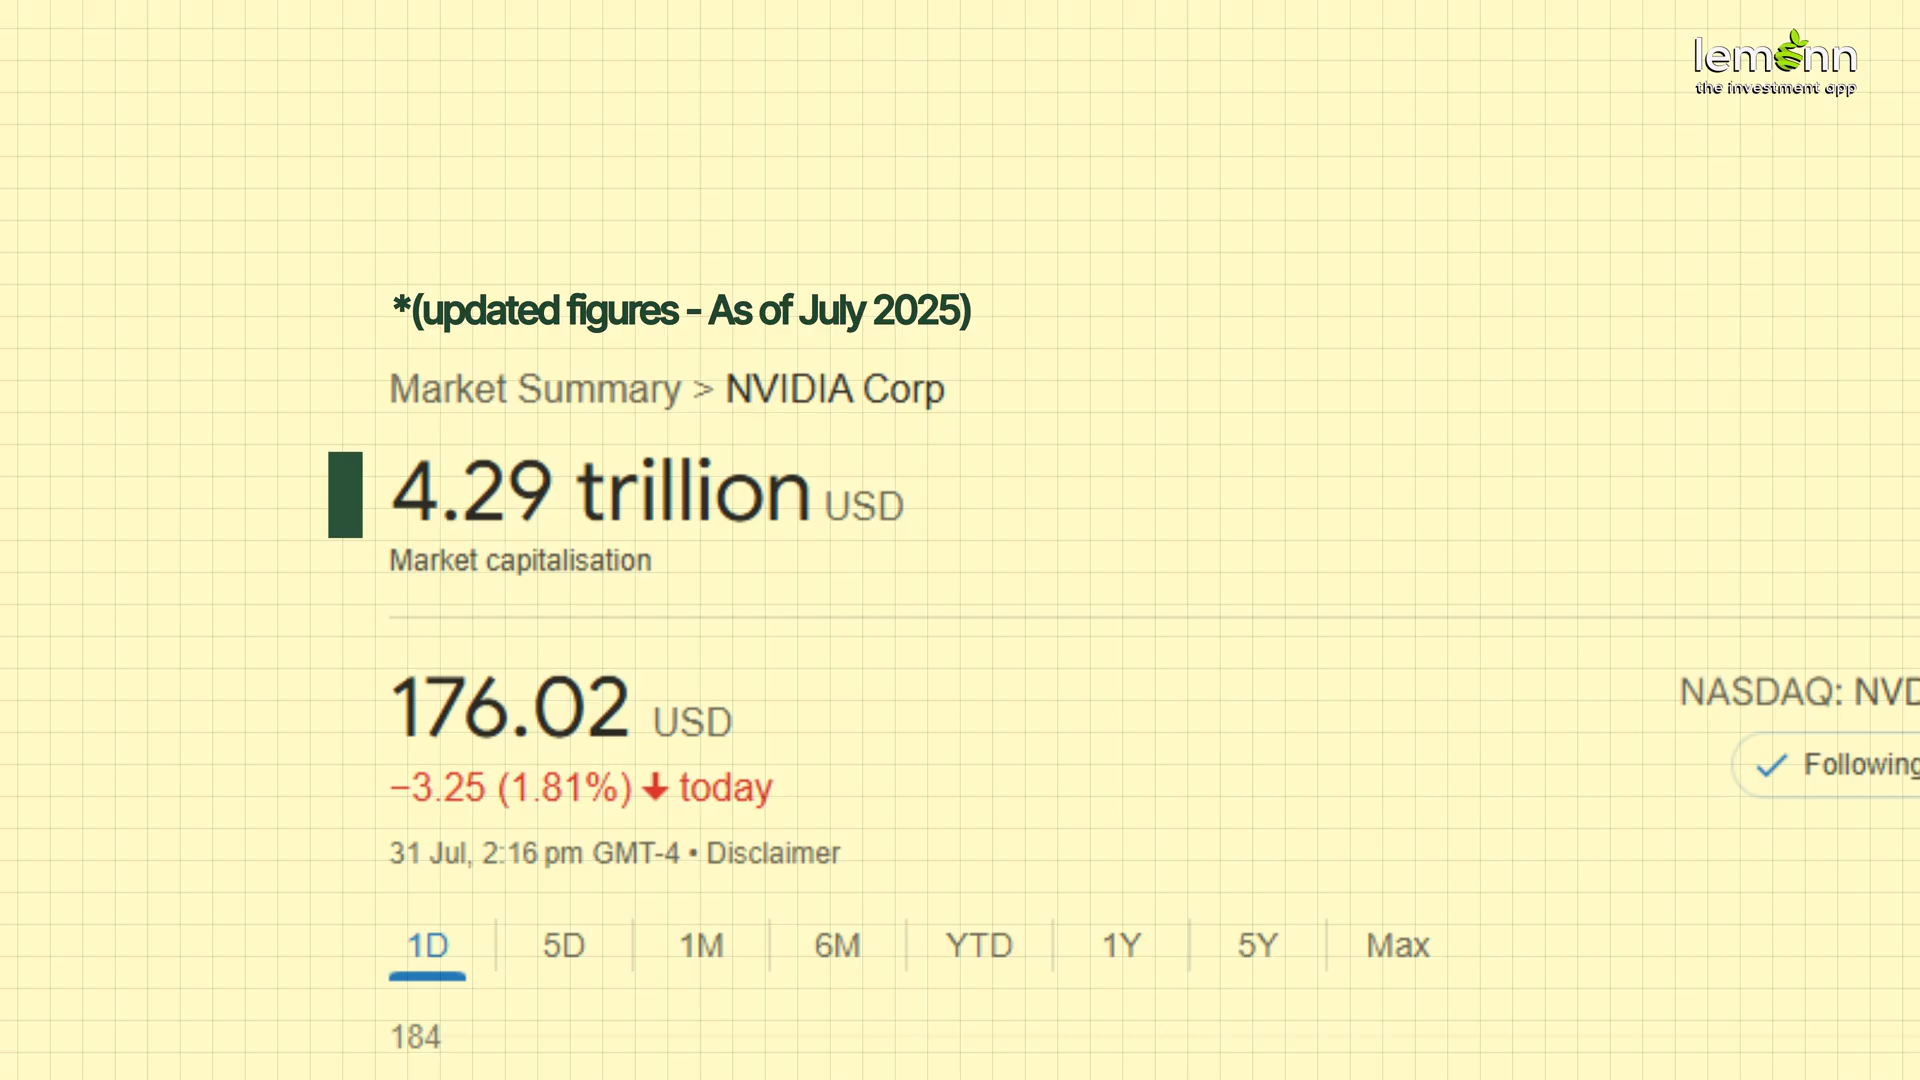 lemonn
the investment app
*(updated figures - As of July 2025)
Market Summary > NVIDIA Corp
4.29 trillion USD
Market capitalisation
176.02 USD
NASDAQ: NVD
−3.25 (1.81%) ↓ today
✓ Following
31 Jul, 2:16 pm GMT-4 • Disclaimer
1D 5D 1M 6M YTD 1Y 5Y Max
184